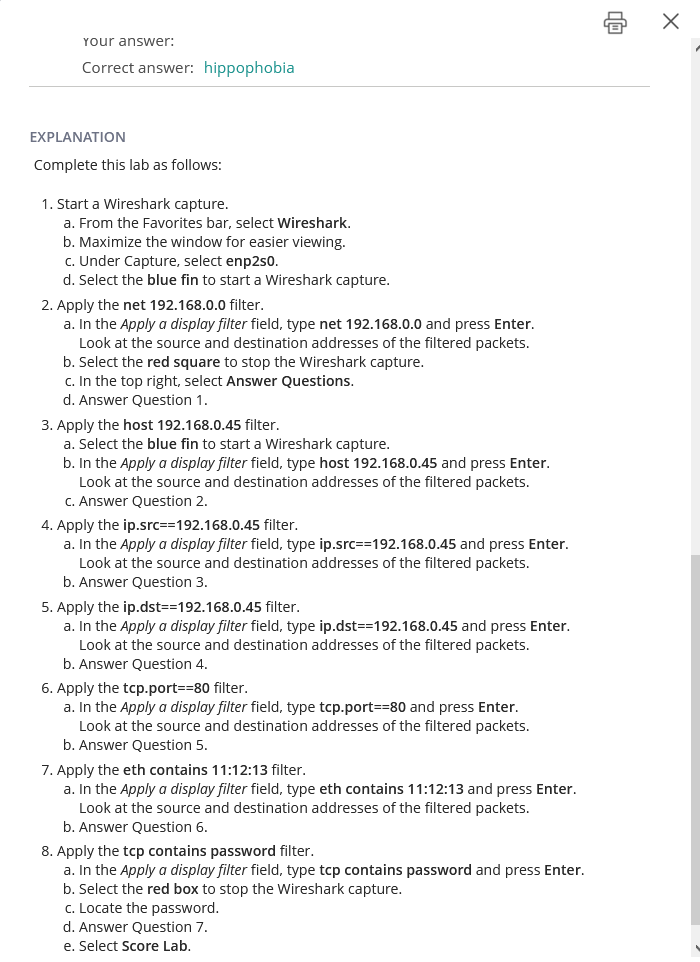 Your answer:
Correct answer: hippophobia
EXPLANATION
Complete this lab as follows:
1. Start a Wireshark capture.
a. From the Favorites bar, select Wireshark.
b. Maximize the window for easier viewing.
c. Under Capture, select enp2s0.
d. Select the blue fin to start a Wireshark capture.
2. Apply the net 192.168.0.0 filter.
a. In the Apply a display filter field, type net 192.168.0.0 and press Enter.
Look at the source and destination addresses of the filtered packets.
b. Select the red square to stop the Wireshark capture.
c. In the top right, select Answer Questions.
d. Answer Question 1.
3. Apply the host 192.168.0.45 filter.
a. Select the blue fin to start a Wireshark capture.
b. In the Apply a display filter field, type host 192.168.0.45 and press Enter.
Look at the source and destination addresses of the filtered packets.
c. Answer Question 2.
4. Apply the ip.src==192.168.0.45 filter.
a. In the Apply a display filter field, type ip.src==192.168.0.45 and press Enter.
Look at the source and destination addresses of the filtered packets.
b. Answer Question 3.
5. Apply the ip.dst==192.168.0.45 filter.
a. In the Apply a display filter field, type ip.dst==192.168.0.45 and press Enter.
Look at the source and destination addresses of the filtered packets.
b. Answer Question 4.
6. Apply the tcp.port==80 filter.
a. In the Apply a display filter field, type tcp.port==80 and press Enter.
Look at the source and destination addresses of the filtered packets.
b. Answer Question 5.
7. Apply the eth contains 11:12:13 filter.
a. In the Apply a display filter field, type eth contains 11:12:13 and press Enter.
Look at the source and destination addresses of the filtered packets.
b. Answer Question 6.
8. Apply the tcp contains password filter.
a. In the Apply a display filter field, type tcp contains password and press Enter.
b. Select the red box to stop the Wireshark capture.
c. Locate the password.
d. Answer Question 7.
e. Select Score Lab.